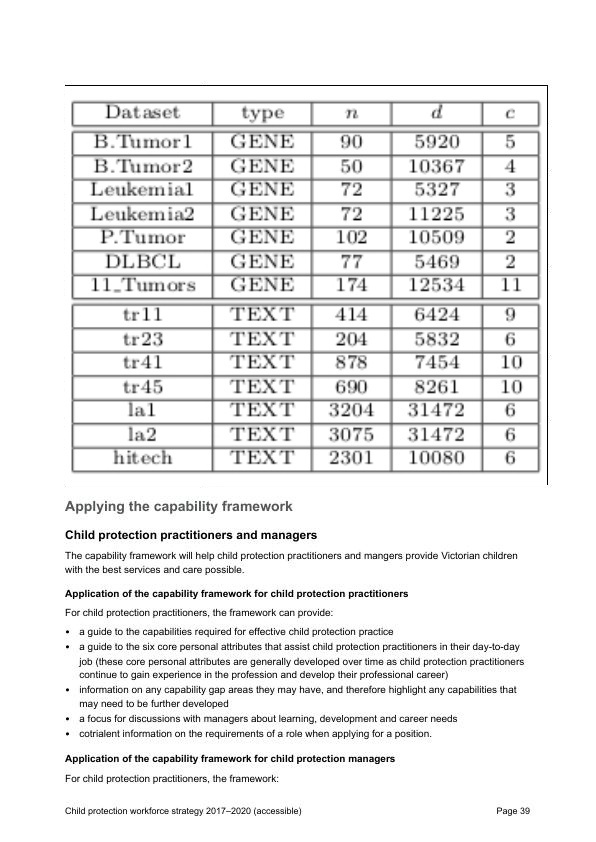 Dataset type n d c
B.Tumor1 GENE 90 5920 5
B.Tumor2 GENE 50 10367 4
Leukemia1 GENE 72 5327 3
Leukemia2 GENE 72 11225 3
P.Tumor GENE 102 10509 2
DLBCL GENE 77 5469 2
11_Tumors GENE 174 12534 11
tr11 TEXT 414 6424 9
tr23 TEXT 204 5832 6
tr41 TEXT 878 7454 10
tr45 TEXT 690 8261 10
la1 TEXT 3204 31472 6
la2 TEXT 3075 31472 6
hitech TEXT 2301 10080 6
Applying the capability framework
Child protection practitioners and managers
The capability framework will help child protection practitioners and mangers provide Victorian children
with the best services and care possible.
Application of the capability framework for child protection practitioners
For child protection practitioners, the framework can provide:
• a guide to the capabilities required for effective child protection practice
• a guide to the six core personal attributes that assist child protection practitioners in their day-to-day
job (these core personal attributes are generally developed over time as child protection practitioners
continue to gain experience in the profession and develop their professional career)
• information on any capability gap areas they may have, and therefore highlight any capabilities that
may need to be further developed
• a focus for discussions with managers about learning, development and career needs
• cotrialent information on the requirements of a role when applying for a position.
Application of the capability framework for child protection managers
For child protection practitioners, the framework:
Child protection workforce strategy 2017–2020 (accessible) Page 39